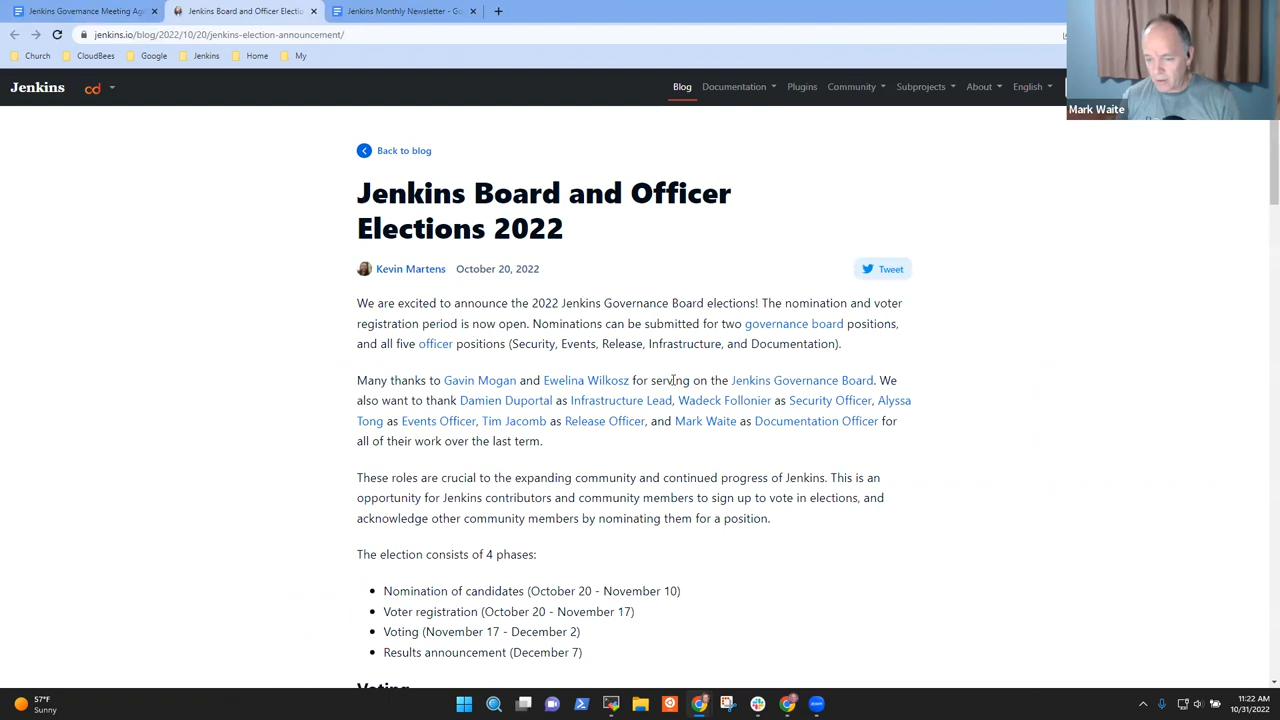 Jenkins Governance Meeting Age
Jenkins Board and Officer Electio
Jenkins Monthly Newsletter - Go
jenkins.io/blog/2022/10/20/jenkins-election-announcement/
Church
CloudBees
Google
Jenkins
Home
My
Mark Waite
Jenkins
cd
Blog
Documentation
Plugins
Community
Subprojects
About
English
Back to blog
Jenkins Board and Officer
Elections 2022
Kevin Martens October 20, 2022
Tweet
We are excited to announce the 2022 Jenkins Governance Board elections! The nomination and voter
registration period is now open. Nominations can be submitted for two governance board positions,
and all five officer positions (Security, Events, Release, Infrastructure, and Documentation).
Many thanks to Gavin Mogan and Ewelina Wilkosz for serving on the Jenkins Governance Board. We
also want to thank Damien Duportal as Infrastructure Lead, Wadeck Follonier as Security Officer, Alyssa
Tong as Events Officer, Tim Jacomb as Release Officer, and Mark Waite as Documentation Officer for
all of their work over the last term.
These roles are crucial to the expanding community and continued progress of Jenkins. This is an
opportunity for Jenkins contributors and community members to sign up to vote in elections, and
acknowledge other community members by nominating them for a position.
The election consists of 4 phases:
Nomination of candidates (October 20 - November 10)
Voter registration (October 20 - November 17)
Voting (November 17 - December 2)
Results announcement (December 7)
Voting
57°F
Sunny
11:22 AM
10/31/2022